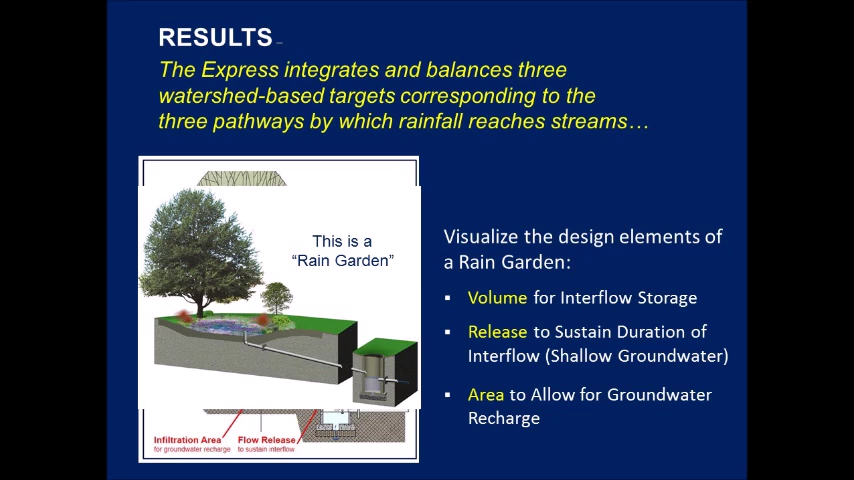 RESULTS –
The Express integrates and balances three
watershed-based targets corresponding to the
three pathways by which rainfall reaches streams…
This is a
“Rain Garden”
Infiltration Area
for groundwater recharge
Flow Release
to sustain interflow
Visualize the design elements of
a Rain Garden:
▪ Volume for Interflow Storage
▪ Release to Sustain Duration of
Interflow (Shallow Groundwater)
▪ Area to Allow for Groundwater
Recharge